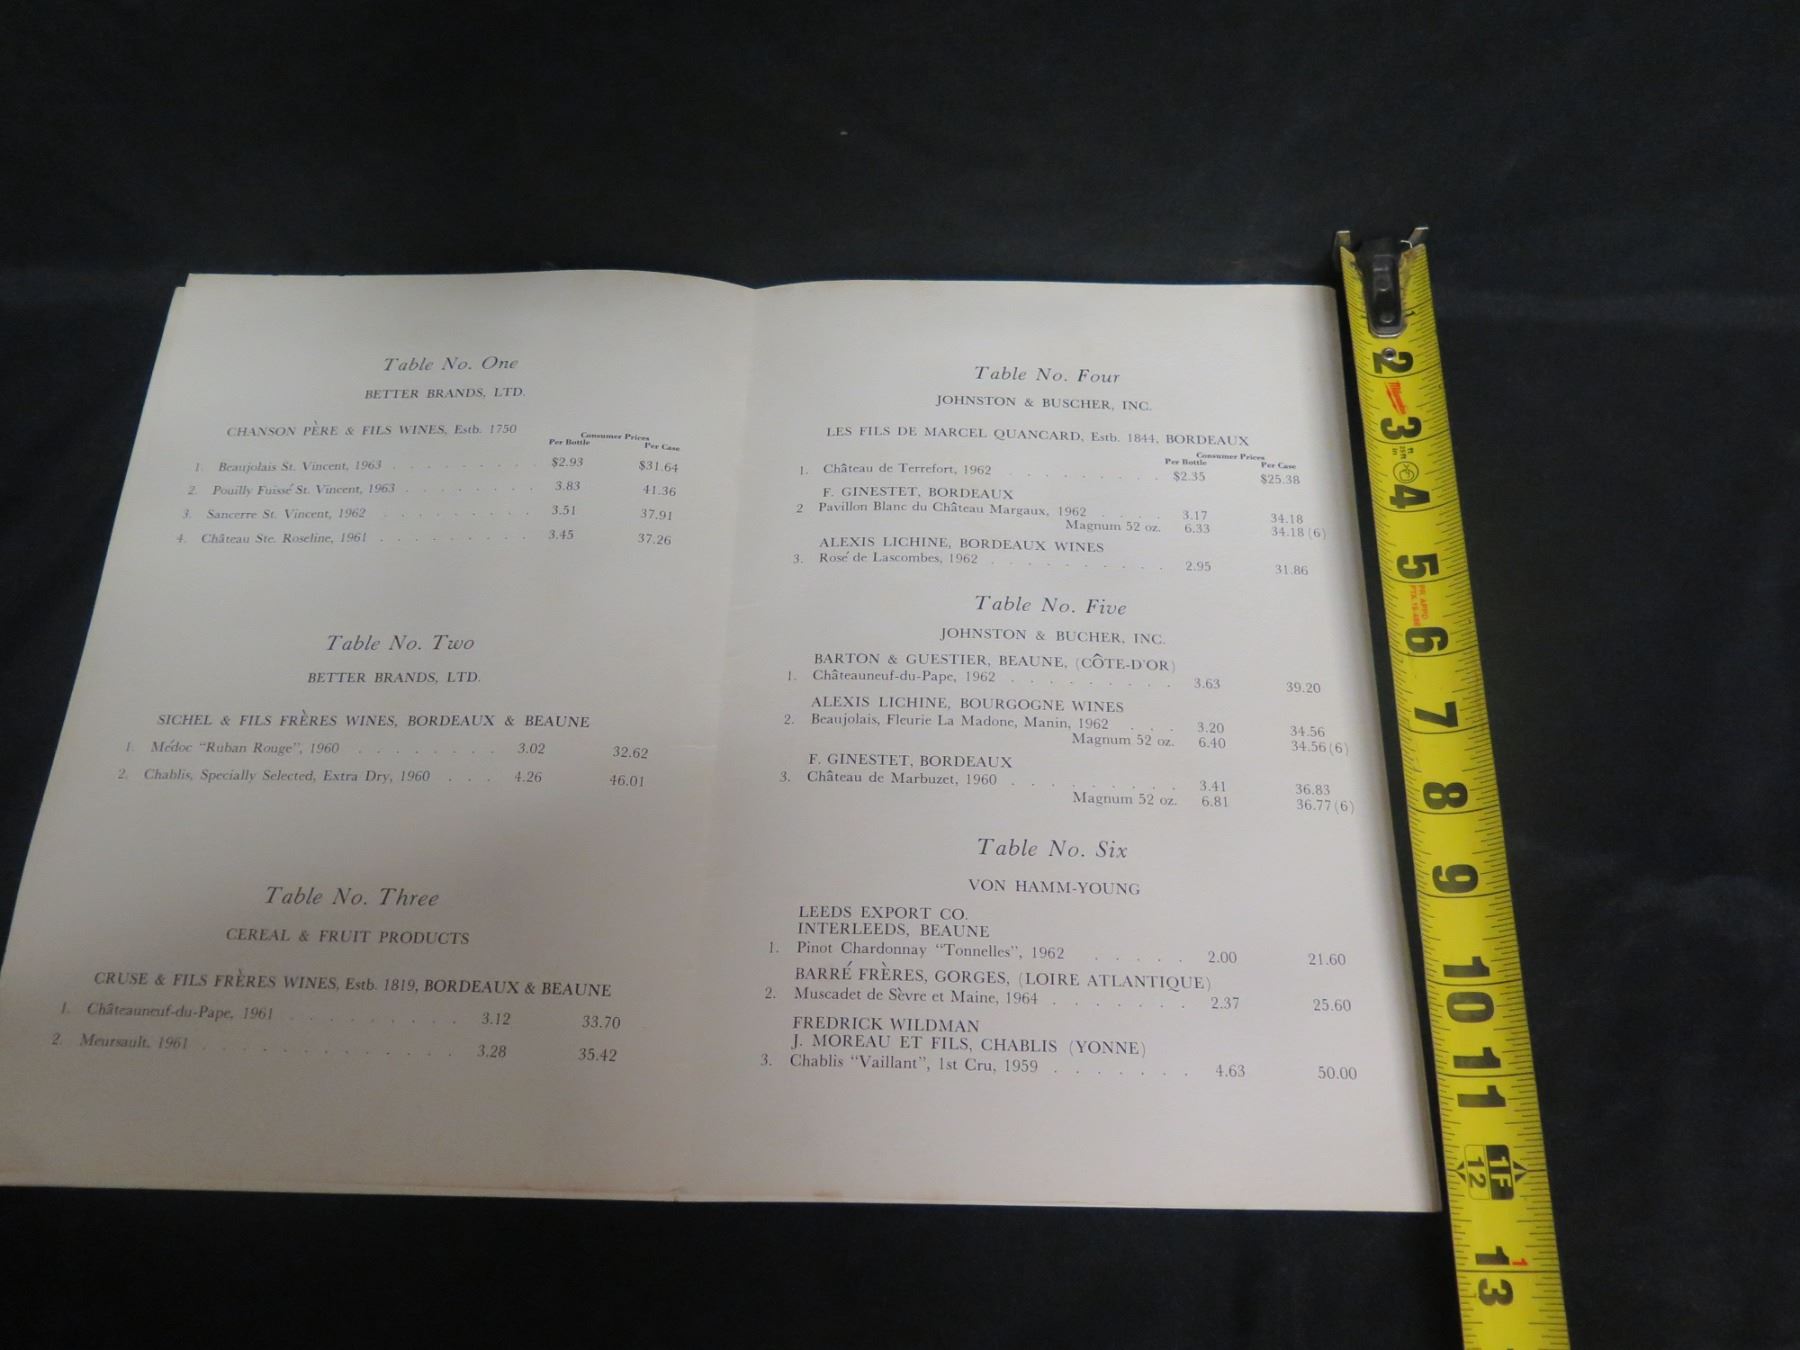 Table No. One
BETTER BRANDS, LTD.
CHANSON PÈRE & FILS WINES, Estb. 1750
Consumer Prices
Per Bottle Per Case
1. Beaujolais St. Vincent, 1963 . . . . . . . . $2.93 $31.64
2. Pouilly Fuissé St. Vincent, 1963 . . . . . . . 3.83 41.36
3. Sancerre St. Vincent, 1962 . . . . . . . . . 3.51 37.91
4. Château Ste. Roseline, 1961 . . . . . . . . 3.45 37.26
Table No. Two
BETTER BRANDS, LTD.
SICHEL & FILS FRÈRES WINES, BORDEAUX & BEAUNE
1. Médoc "Ruban Rouge", 1960 . . . . . . . . 3.02 32.62
2. Chablis, Specially Selected, Extra Dry, 1960 . . . 4.26 46.01
Table No. Three
CEREAL & FRUIT PRODUCTS
CRUSE & FILS FRÈRES WINES, Estb. 1819, BORDEAUX & BEAUNE
1. Châteauneuf-du-Pape, 1961 . . . . . . . . 3.12 33.70
2. Meursault, 1961 . . . . . . . . . . . 3.28 35.42
Table No. Four
JOHNSTON & BUSCHER, INC.
LES FILS DE MARCEL QUANCARD, Estb. 1844, BORDEAUX
Consumer Prices
Per Bottle Per Case
1. Château de Terrefort, 1962 . . . . . . . . $2.35 $25.38
F. GINESTET, BORDEAUX
2 Pavillon Blanc du Château Margaux, 1962 . . . . 3.17 34.18
Magnum 52 oz. 6.33 34.18 (6)
ALEXIS LICHINE, BORDEAUX WINES
3. Rosé de Lascombes, 1962 . . . . . . . . . 2.95 31.86
Table No. Five
JOHNSTON & BUCHER, INC.
BARTON & GUESTIER, BEAUNE, (CÔTE-D'OR)
1. Châteauneuf-du-Pape, 1962 . . . . . . . . . 3.63 39.20
ALEXIS LICHINE, BOURGOGNE WINES
2. Beaujolais, Fleurie La Madone, Manin, 1962 . . . 3.20 34.56
Magnum 52 oz. 6.40 34.56 (6)
F. GINESTET, BORDEAUX
3. Château de Marbuzet, 1960 . . . . . . . . 3.41 36.83
Magnum 52 oz. 6.81 36.77 (6)
Table No. Six
VON HAMM-YOUNG
LEEDS EXPORT CO.
INTERLEEDS, BEAUNE
1. Pinot Chardonnay "Tonnelles", 1962 . . . . . 2.00 21.60
BARRÉ FRÈRES, GORGES, (LOIRE ATLANTIQUE)
2. Muscadet de Sèvre et Maine, 1964 . . . . . . . 2.37 25.60
FREDRICK WILDMAN
J. MOREAU ET FILS, CHABLIS (YONNE)
3. Chablis "Vaillant", 1st Cru, 1959 . . . . . . . 4.63 50.00
1
2
Milwaukee
3
4
5
6
7
8
9
10
11
12 1F
13
1